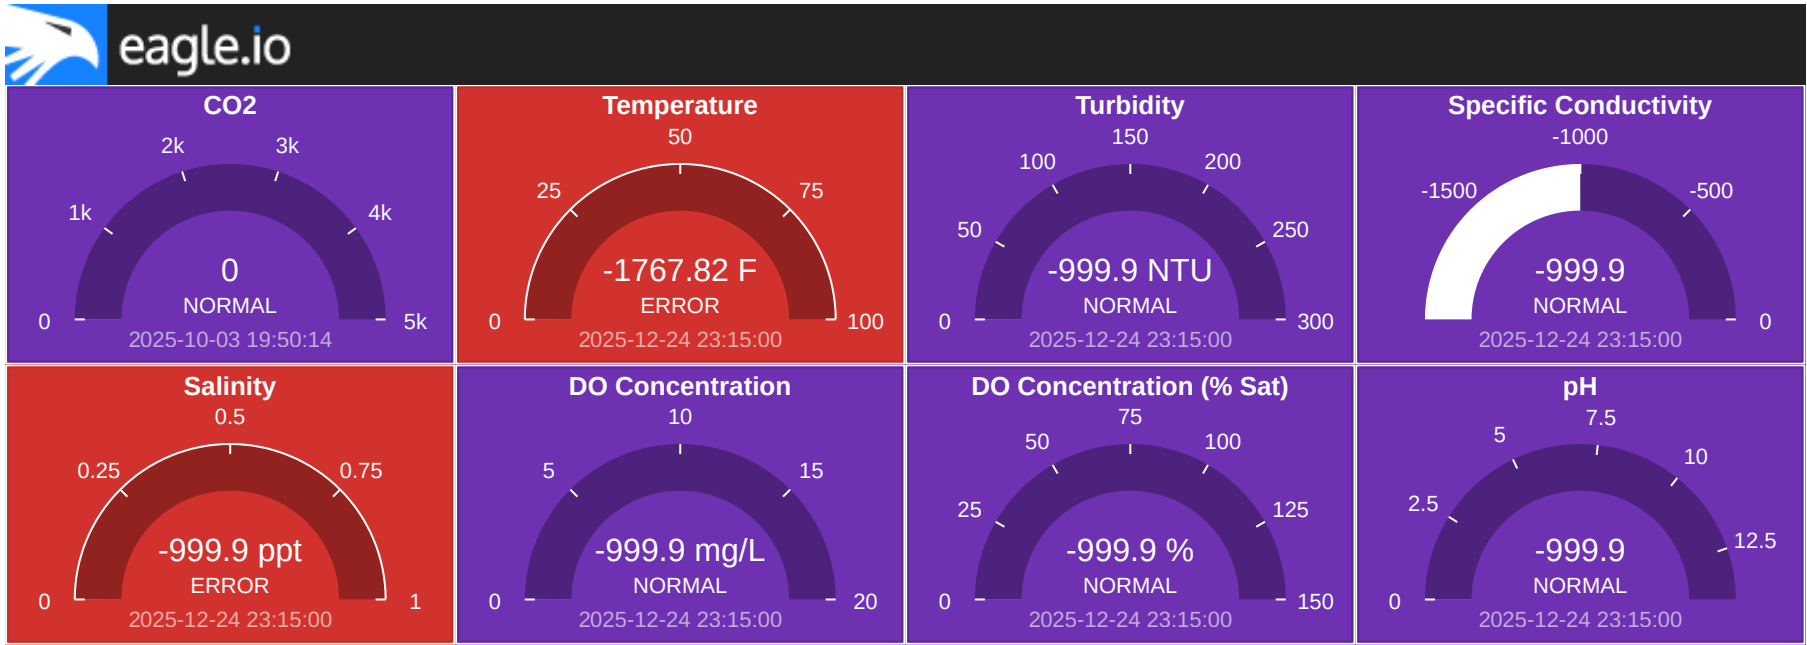 eagle.io
CO2
0
1k
2k
3k
4k
5k
0
NORMAL
2025-10-03 19:50:14
Temperature
0
25
50
75
100
-1767.82 F
ERROR
2025-12-24 23:15:00
Turbidity
0
50
100
150
200
250
300
-999.9 NTU
NORMAL
2025-12-24 23:15:00
Specific Conductivity
-1500
-1000
-500
0
-999.9
NORMAL
2025-12-24 23:15:00
Salinity
0
0.25
0.5
0.75
1
-999.9 ppt
ERROR
2025-12-24 23:15:00
DO Concentration
0
5
10
15
20
-999.9 mg/L
NORMAL
2025-12-24 23:15:00
DO Concentration (% Sat)
0
25
50
75
100
125
150
-999.9 %
NORMAL
2025-12-24 23:15:00
pH
0
2.5
5
7.5
10
12.5
-999.9
NORMAL
2025-12-24 23:15:00